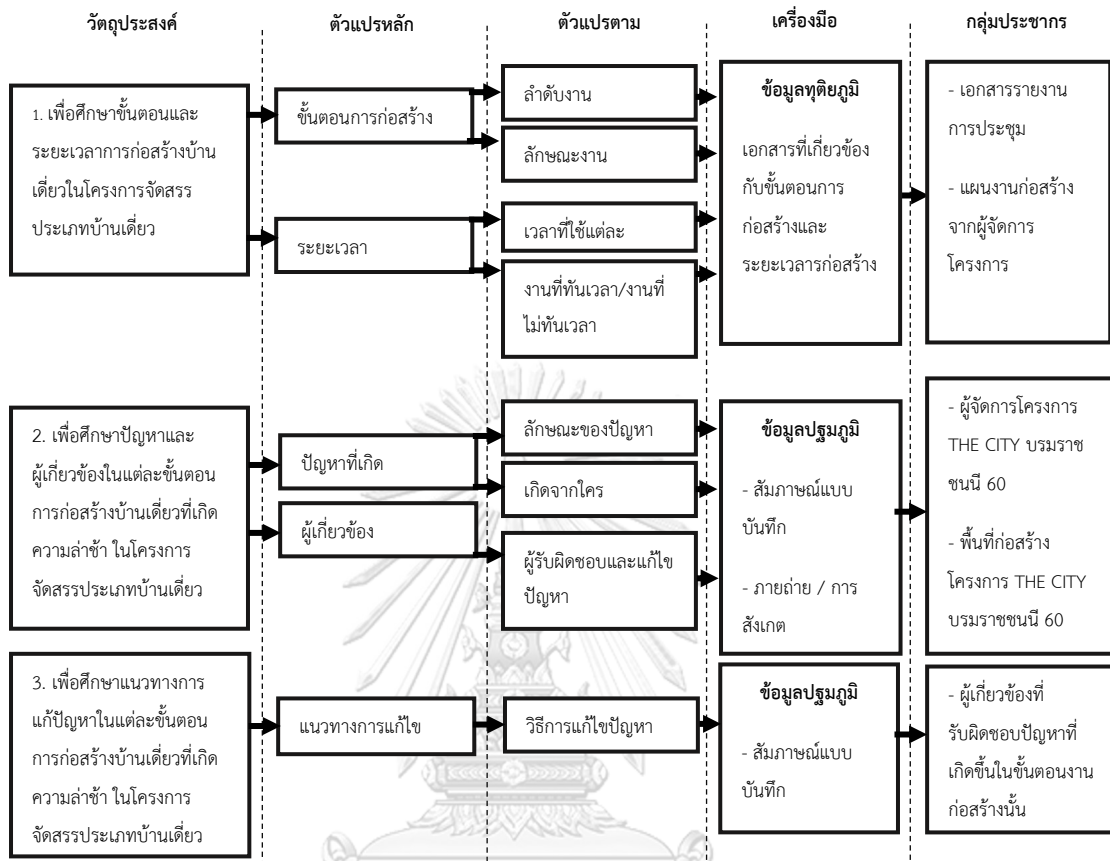 วัตถุประสงค์
ตัวแปรหลัก
ตัวแปรตาม
เครื่องมือ
กลุ่มประชากร
1. เพื่อศึกษาขั้นตอนและ
ระยะเวลาการก่อสร้างบ้าน
เดี่ยวในโครงการจัดสรร
ประเภทบ้านเดี่ยว
ขั้นตอนการก่อสร้าง
ระยะเวลา
ลำดับงาน
ลักษณะงาน
เวลาที่ใช้แต่ละ
งานที่ทันเวลา/งานที่
ไม่ทันเวลา
ข้อมูลทุติยภูมิ
เอกสารที่เกี่ยวข้อง
กับขั้นตอนการ
ก่อสร้างและ
ระยะเวลารก่อสร้าง
- เอกสารรายงาน
การประชุม
- แผนงานก่อสร้าง
จากผู้จัดการ
โครงการ
2. เพื่อศึกษาปัญหาและ
ผู้เกี่ยวข้องในแต่ละขั้นตอน
การก่อสร้างบ้านเดี่ยวที่เกิด
ความล่าช้า ในโครงการ
จัดสรรประเภทบ้านเดี่ยว
ปัญหาที่เกิด
ผู้เกี่ยวข้อง
ลักษณะของปัญหา
เกิดจากใคร
ผู้รับผิดชอบและแก้ไข
ปัญหา
ข้อมูลปฐมภูมิ
- สัมภาษณ์แบบ
บันทึก
- ภายถ่าย / การ
สังเกต
- ผู้จัดการโครงการ
THE CITY บรมราช
ชนนี 60
- พื้นที่ก่อสร้าง
โครงการ THE CITY
บรมราชชนนี 60
3. เพื่อศึกษาแนวทางการ
แก้ปัญหาในแต่ละขั้นตอน
การก่อสร้างบ้านเดี่ยวที่เกิด
ความล่าช้า ในโครงการ
จัดสรรประเภทบ้านเดี่ยว
แนวทางการแก้ไข
วิธีการแก้ไขปัญหา
ข้อมูลปฐมภูมิ
- สัมภาษณ์แบบ
บันทึก
- ผู้เกี่ยวข้องที่
รับผิดชอบปัญหาที่
เกิดขึ้นในขั้นตอนงาน
ก่อสร้างนั้น